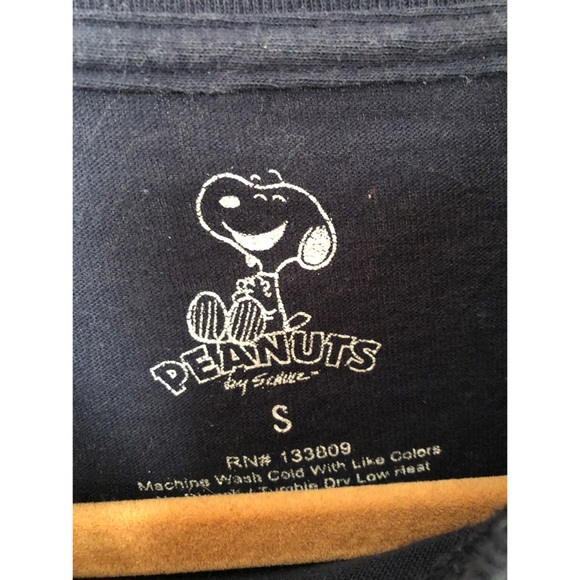 PEANUTS
by Schulz
S
RN# 133809
Machine Wash Cold With Like Colors
Tumble Dry Low Heat